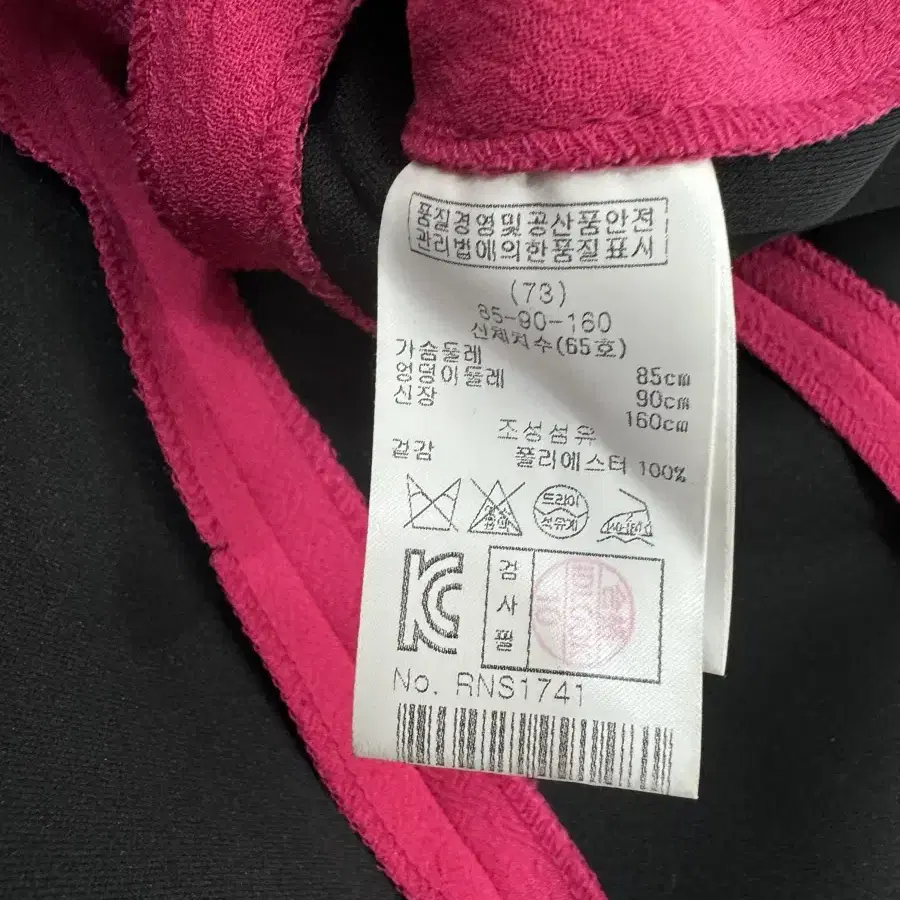 품질경영및공산품안전
관리법에의한품질표시
(73)
85-90-160
신체치수(65호)
가슴둘레 85cm
엉덩이둘레 90cm
신장 160cm
조성섬유
겉감 폴리에스터 100%
드라이
석유계
검사필
No. RNS1741